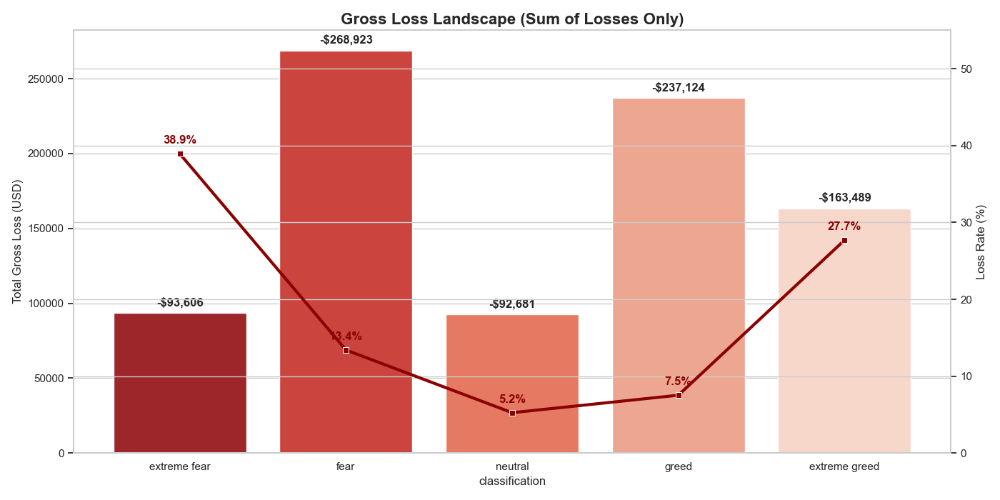 Gross Loss Landscape (Sum of Losses Only)
-$268,923
250000
50
-$237,124
38.9%
200000
40
-$163,489
27.7%
150000
30
Total Gross Loss (USD)
Loss Rate (%)
-$93,606
-$92,681
100000
20
13.4%
50000
10
7.5%
5.2%
0
0
extreme fear
fear
neutral
greed
extreme greed
classification